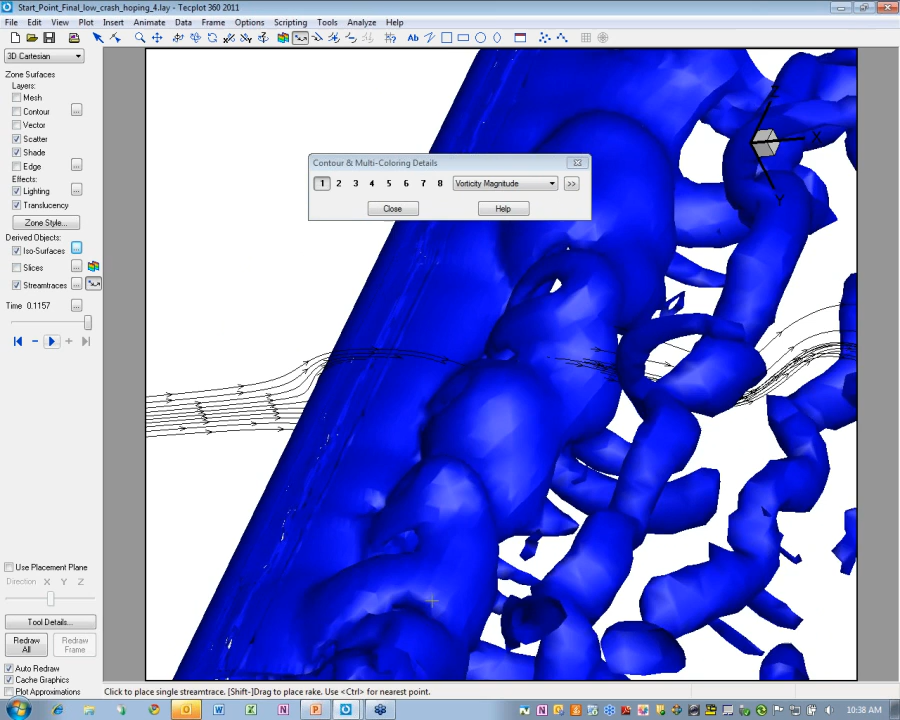 Start_Point_Final_low_crash_hoping_4.lay - Tecplot 360 2011
File Edit View Plot Insert Animate Data Frame Options Scripting Tools Analyze Help
3D Cartesian
Zone Surfaces
Layers:
Mesh
Contour
Vector
Scatter
Shade
Edge
Effects:
Lighting
Translucency
Zone Style...
Derived Objects:
Iso-Surfaces
Slices
Streamtraces
Time 0.1157
Contour & Multi-Coloring Details
1 2 3 4 5 6 7 8 Vorticity Magnitude >>
Close Help
Z
X
Y
Use Placement Plane
Direction X Y Z
Tool Details...
Redraw All
Redraw Frame
Auto Redraw
Cache Graphics
Plot Approximations
Click to place single streamtrace. [Shift-]Drag to place rake. Use <Ctrl> for nearest point.
10:38 AM